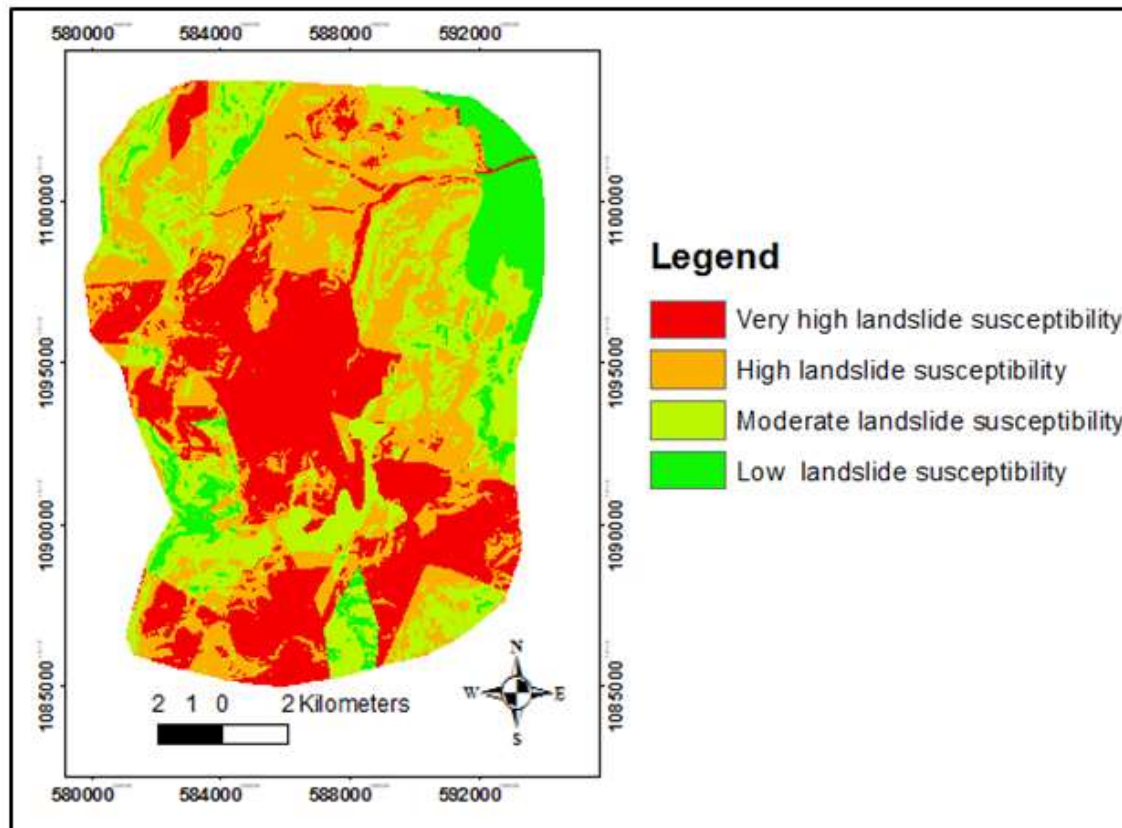 580000 584000 588000 592000
1100000 1100000
1095000 1095000
1090000 1090000
1085000 1085000
Legend
Very high landslide susceptibility
High landslide susceptibility
Moderate landslide susceptibility
Low landslide susceptibility
N
W E
S
2 1 0 2 Kilometers
580000 584000 588000 592000